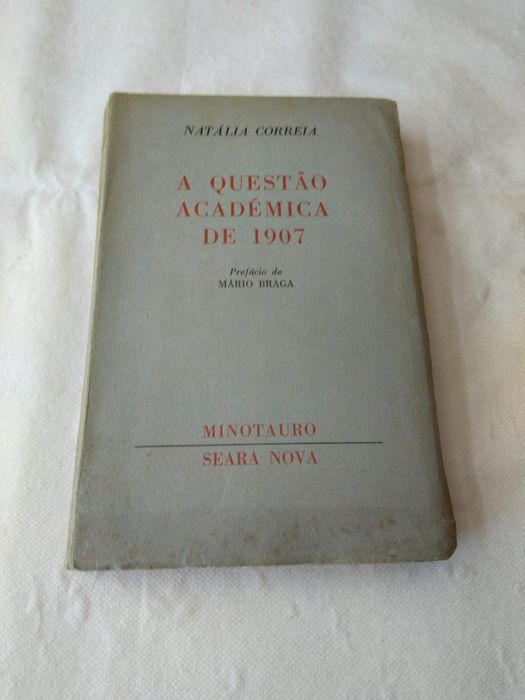 NATÁLIA CORREIA
A QUESTÃO
ACADÉMICA
DE 1907
Prefácio de
MÁRIO BRAGA
MINOTAURO
SEARA NOVA